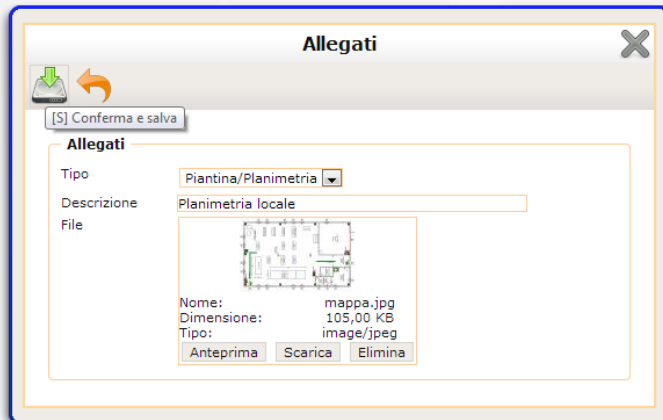 Allegati
[S] Conferma e salva
Allegati
Tipo Piantina/Planimetria
Descrizione Planimetria locale
File
Nome: mappa.jpg
Dimensione: 105,00 KB
Tipo: image/jpeg
Anteprima Scarica Elimina